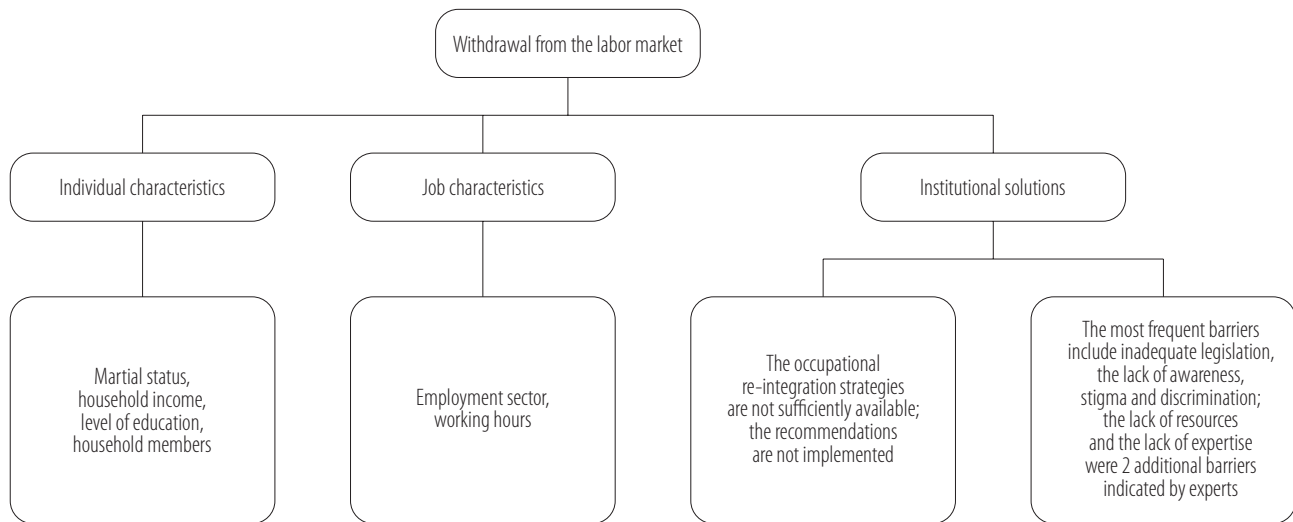 Withdrawal from the labor market
Individual characteristics
Job characteristics
Institutional solutions
Martial status,
household income,
level of education,
household members
Employment sector,
working hours
The occupational
re-integration strategies
are not sufficiently available;
the recommendations
are not implemented
The most frequent barriers
include inadequate legislation,
the lack of awareness,
stigma and discrimination;
the lack of resources
and the lack of expertise
were 2 additional barriers
indicated by experts